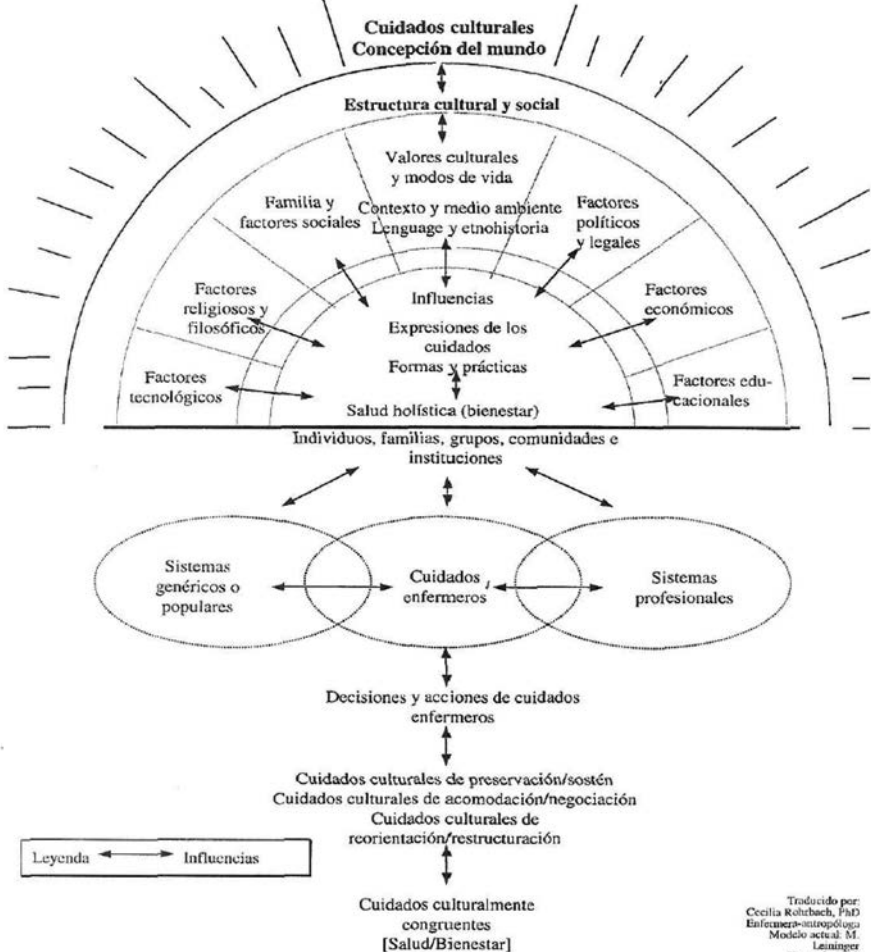 Cuidados culturales
Concepción del mundo
Estructura cultural y social
Valores culturales
y modos de vida
Familia y
factores sociales
Contexto y medio ambiente
Lenguage y etnohistoria
Factores
políticos
y legales
Factores
religiosos y
filosóficos
Influencias
Factores
económicos
Expresiones de los
cuidados
Formas y prácticas
Factores
tecnológicos
Factores edu-
cacionales
Salud holística (bienestar)
Individuos, familias, grupos, comunidades e
instituciones
Sistemas
genéricos o
populares
Cuidados
enfermeros
Sistemas
profesionales
Decisiones y acciones de cuidados
enfermeros
Cuidados culturales de preservación/sostén
Cuidados culturales de acomodación/negociación
Cuidados culturales de
reorientación/restructuración
Leyenda Influencias
Cuidados culturalmente
congruentes
[Salud/Bienestar]
Traducido por:
Cecilia Rohrbach, PhD
Enfermera-antropóloga
Modelo actual: M.
Leininger